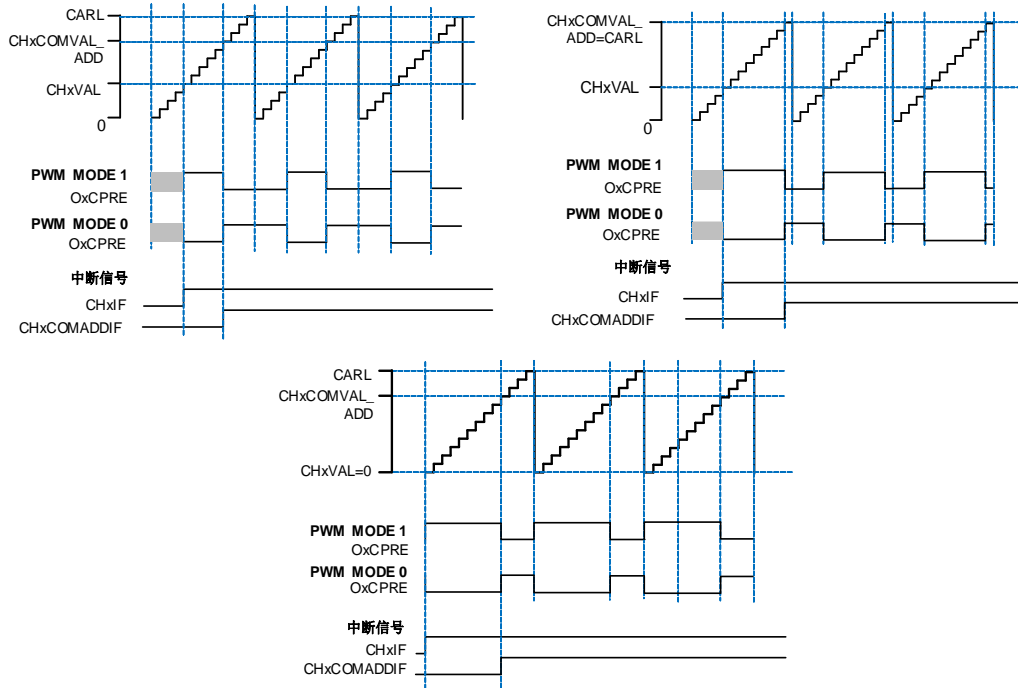 CARL
CHxCOMVAL_
ADD
CHxVAL
0
PWM MODE 1
OxCPRE
PWM MODE 0
OxCPRE
中断信号
CHxIF
CHxCOMADDIF
CHxCOMVAL_
ADD=CARL
CHxVAL
0
PWM MODE 1
OxCPRE
PWM MODE 0
OxCPRE
中断信号
CHxIF
CHxCOMADDIF
CARL
CHxCOMVAL_
ADD
CHxVAL=0
PWM MODE 1
OxCPRE
PWM MODE 0
OxCPRE
中断信号
CHxIF
CHxCOMADDIF